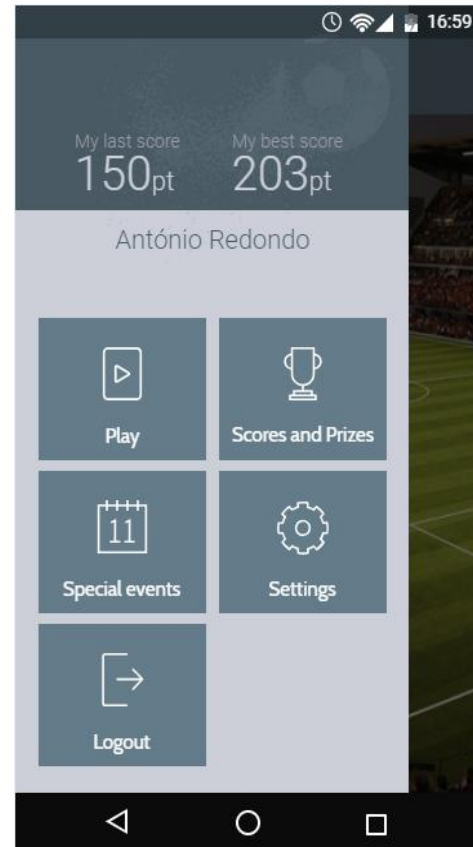 16:59
My last score My best score
150pt 203pt
António Redondo
Play Scores and Prizes
11
Special events Settings
Logout